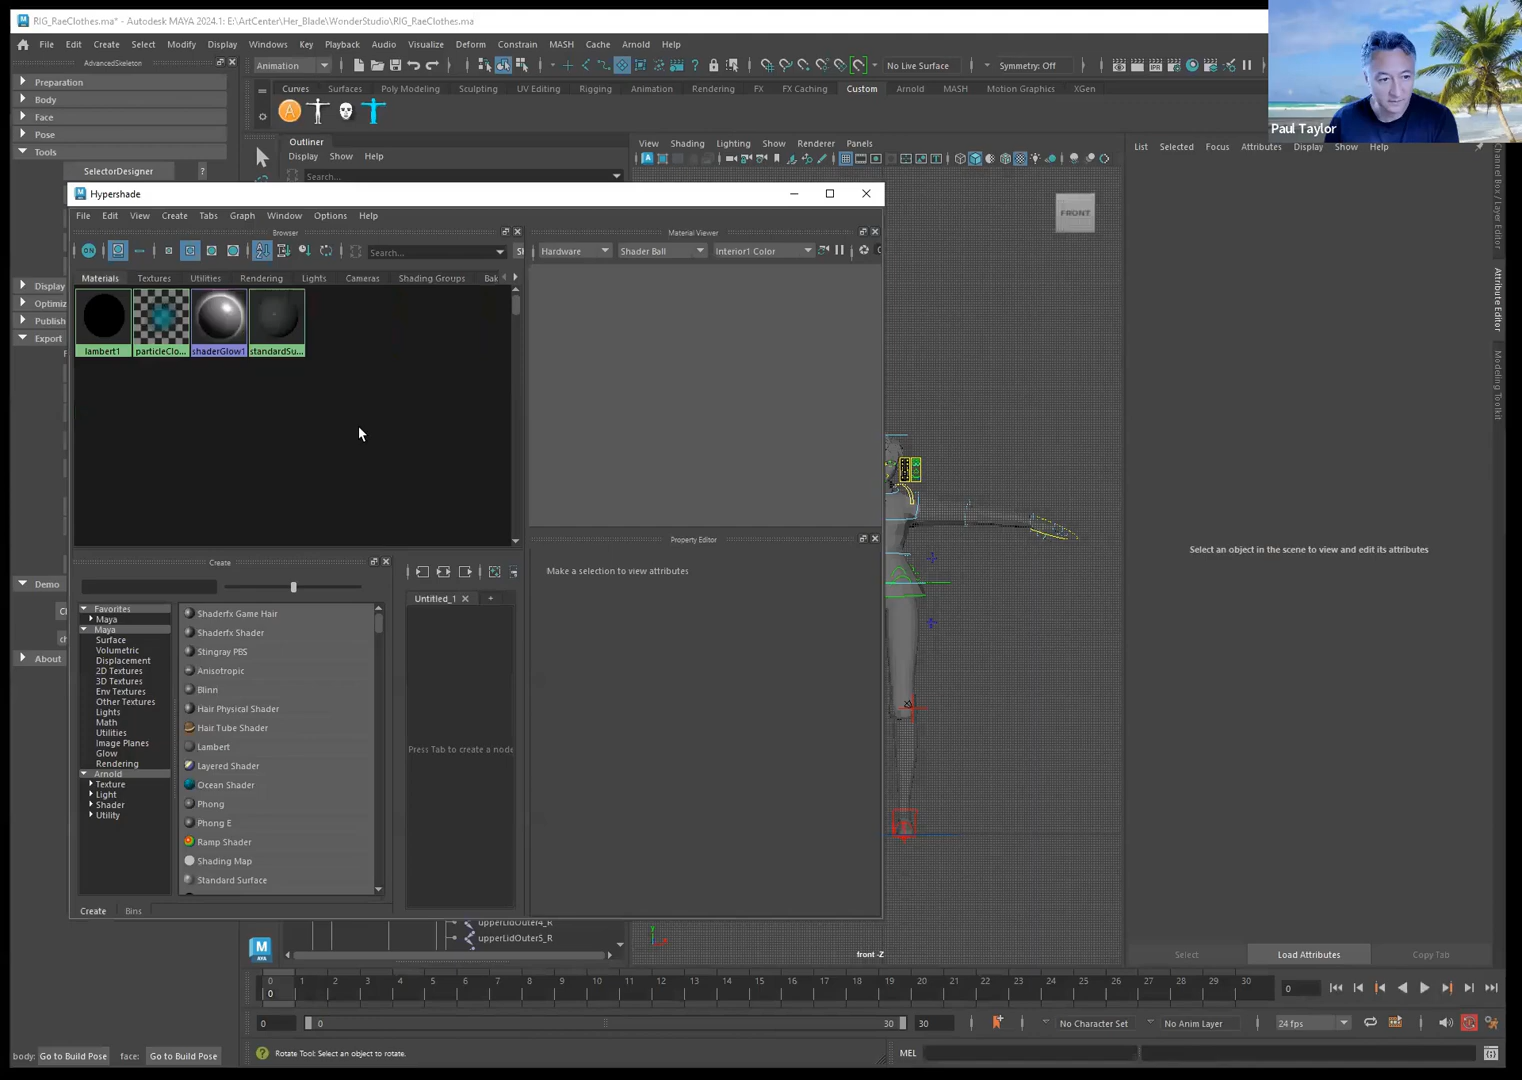 RIG_RaeClothes.ma* - Autodesk MAYA 2024.1: E:\ArtCenter\Her_Blade\WonderStudio\RIG_RaeClothes.ma
File Edit Create Select Modify Display Windows Key Playback Audio Visualize Deform Constrain MASH Cache Arnold Help
AdvancedSkeleton
Animation
No Live Surface
Symmetry: Off
Paul Taylor
Preparation
Body
Face
Pose
Tools
SelectorDesigner
?
Curves Surfaces Poly Modeling Sculpting UV Editing Rigging Animation Rendering FX FX Caching Custom Arnold MASH Motion Graphics XGen
Outliner
Display Show Help
Search...
View Shading Lighting Show Renderer Panels
List Selected Focus Attributes Display Show Help
Channel Box / Layer Editor
Attribute Editor
Modeling Toolkit
FRONT
Hypershade
File Edit View Create Tabs Graph Window Options Help
Browser
Material Viewer
ON
Search...
Hardware
Shader Ball
Interior1 Color
Materials Textures Utilities Rendering Lights Cameras Shading Groups Bak
lambert1 particleClo... shaderGlow1 standardSu...
Display
Optimiz
Publish
Export
Demo
About
Create
Property Editor
Make a selection to view attributes
Untitled_1
Press Tab to create a node
Favorites
Maya
Maya
Surface
Volumetric
Displacement
2D Textures
3D Textures
Env Textures
Other Textures
Lights
Math
Utilities
Image Planes
Glow
Rendering
Arnold
Texture
Light
Shader
Utility
Shaderfx Game Hair
Shaderfx Shader
Stingray PBS
Anisotropic
Blinn
Hair Physical Shader
Hair Tube Shader
Lambert
Layered Shader
Ocean Shader
Phong
Phong E
Ramp Shader
Shading Map
Standard Surface
Create Bins
Select an object in the scene to view and edit its attributes
upperLidOuter4_R
upperLidOuter5_R
front -Z
Select Load Attributes Copy Tab
0 1 2 3 4 5 6 7 8 9 10 11 12 13 14 15 16 17 18 19 20 21 22 23 24 25 26 27 28 29 30
0
0
0 0 30 30
No Character Set
No Anim Layer
24 fps
body: Go to Build Pose face: Go to Build Pose
Rotate Tool: Select an object to rotate.
MEL